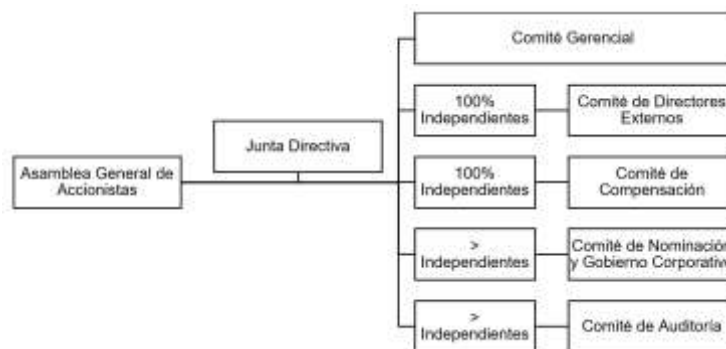 Comité Gerencial
100%
Independientes
Comité de Directores
Externos
Junta Directiva
Asamblea General de
Accionistas
100%
Independientes
Comité de
Compensación
>
Independientes
Comité de Nominación
y Gobierno Corporativo
>
Independientes
Comité de Auditoría